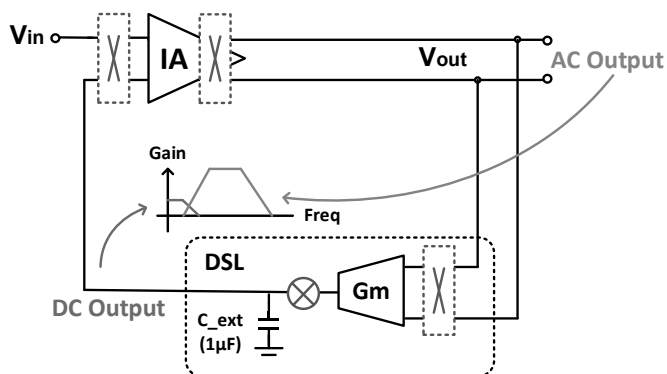 Vin
IA
Vout
AC Output
Gain
Freq
DSL
Gm
DC Output
C_ext
(1µF)